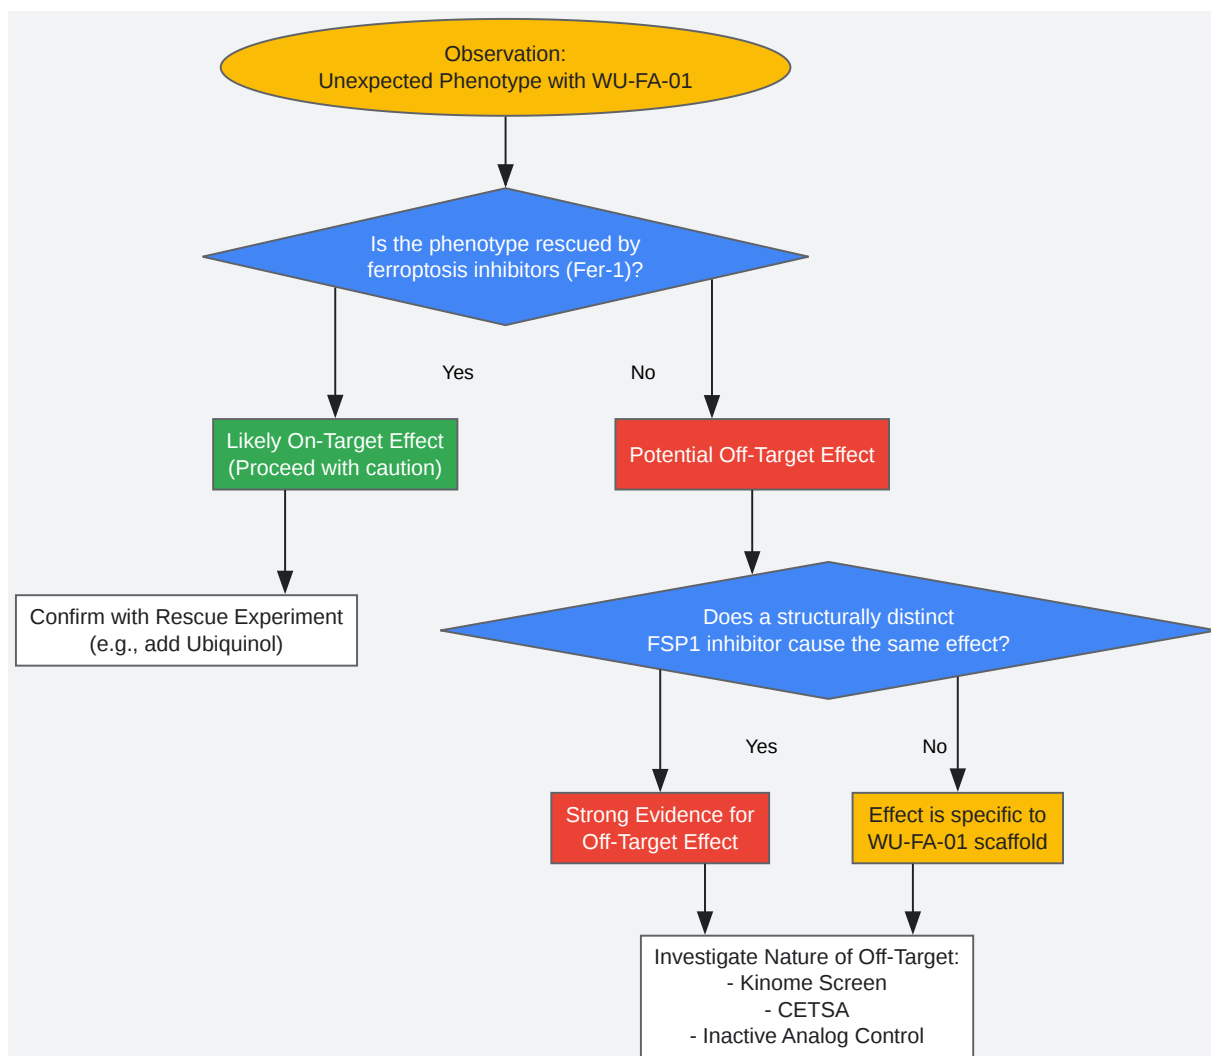 Observation:
Unexpected Phenotype with WU-FA-01
Is the phenotype rescued by
ferroptosis inhibitors (Fer-1)?
Yes
No
Likely On-Target Effect
(Proceed with caution)
Potential Off-Target Effect
Confirm with Rescue Experiment
(e.g., add Ubiquinol)
Does a structurally distinct
FSP1 inhibitor cause the same effect?
Yes
No
Strong Evidence for
Off-Target Effect
Effect is specific to
WU-FA-01 scaffold
Investigate Nature of Off-Target:
- Kinome Screen
- CETSA
- Inactive Analog Control